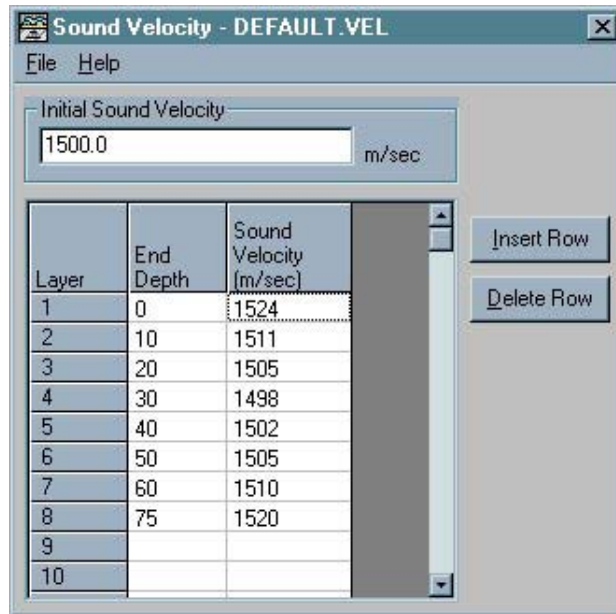 Sound Velocity - DEFAULT.VEL
File Help
Initial Sound Velocity
1500.0 m/sec
Layer End Depth Sound Velocity (m/sec)
1 0 1524
2 10 1511
3 20 1505
4 30 1498
5 40 1502
6 50 1505
7 60 1510
8 75 1520
9
10
Insert Row
Delete Row